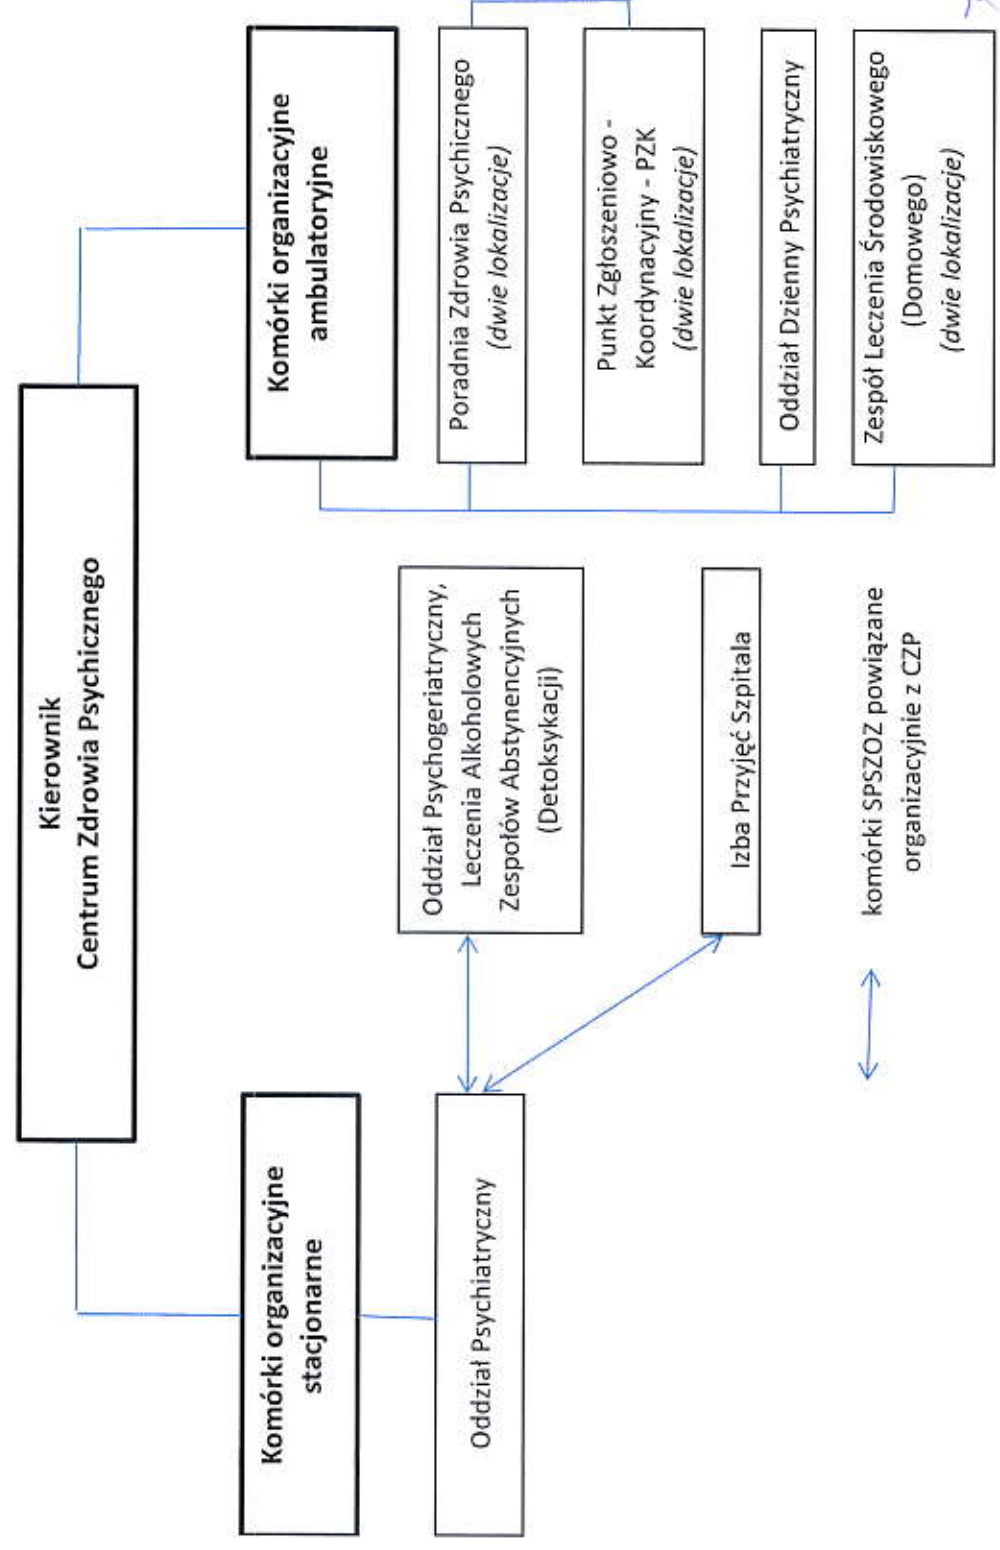 Kierownik
Centrum Zdrowia Psychicznego
Komórki organizacyjne
stacjonarne
Oddział Psychiatryczny
Oddział Psychogeriatryczny,
Leczenia Alkoholowych
Zespołów Abstynencyjnych
(Detoksykacji)
Izba Przyjęć Szpitala
komórki SPSZOZ powiązane
organizacyjnie z CZP
Komórki organizacyjne
ambulatoryjne
Poradnia Zdrowia Psychicznego
(dwie lokalizacje)
Punkt Zgłoszeniowo -
Koordynacyjny - PZK
(dwie lokalizacje)
Oddział Dzienny Psychiatryczny
Zespół Leczenia Środowiskowego
(Domowego)
(dwie lokalizacje)